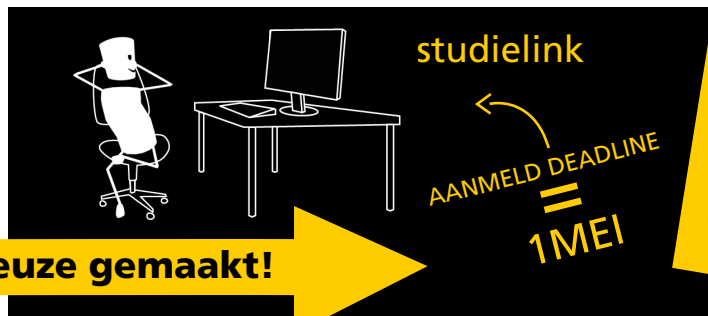 studielink
AANMELD DEADLINE
=
1MEI
euze gemaakt!